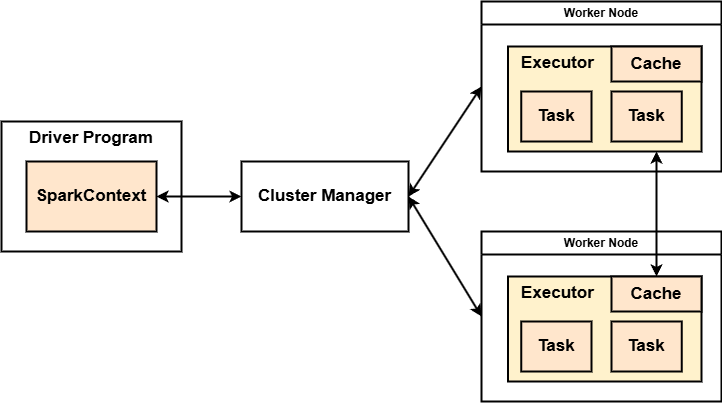 Driver Program
SparkContext
Cluster Manager
Worker Node
Executor
Cache
Task
Task
Worker Node
Executor
Cache
Task
Task